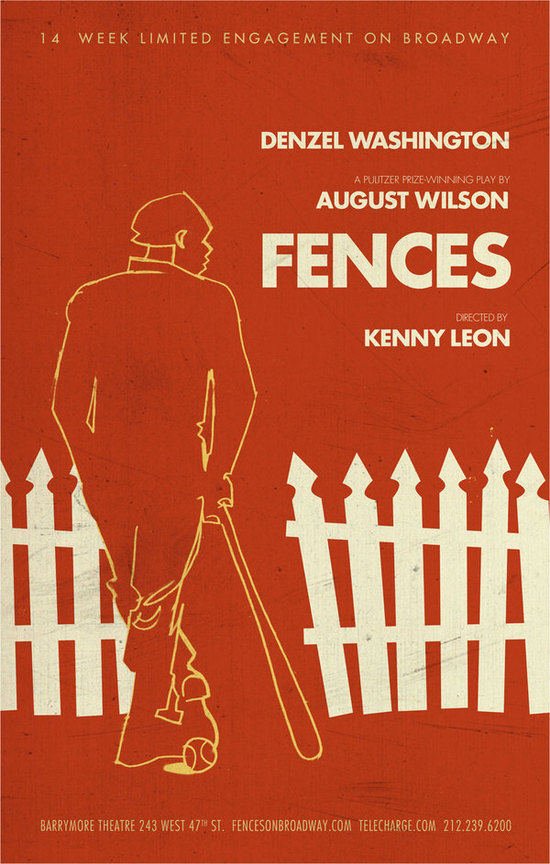 14 WEEK LIMITED ENGAGEMENT ON BROADWAY
DENZEL WASHINGTON
A PULITZER PRIZE-WINNING PLAY BY
AUGUST WILSON
FENCES
DIRECTED BY
KENNY LEON
BARRYMORE THEATRE 243 WEST 47TH ST. FENCESONBROADWAY.COM TELECHARGE.COM 212.239.6200